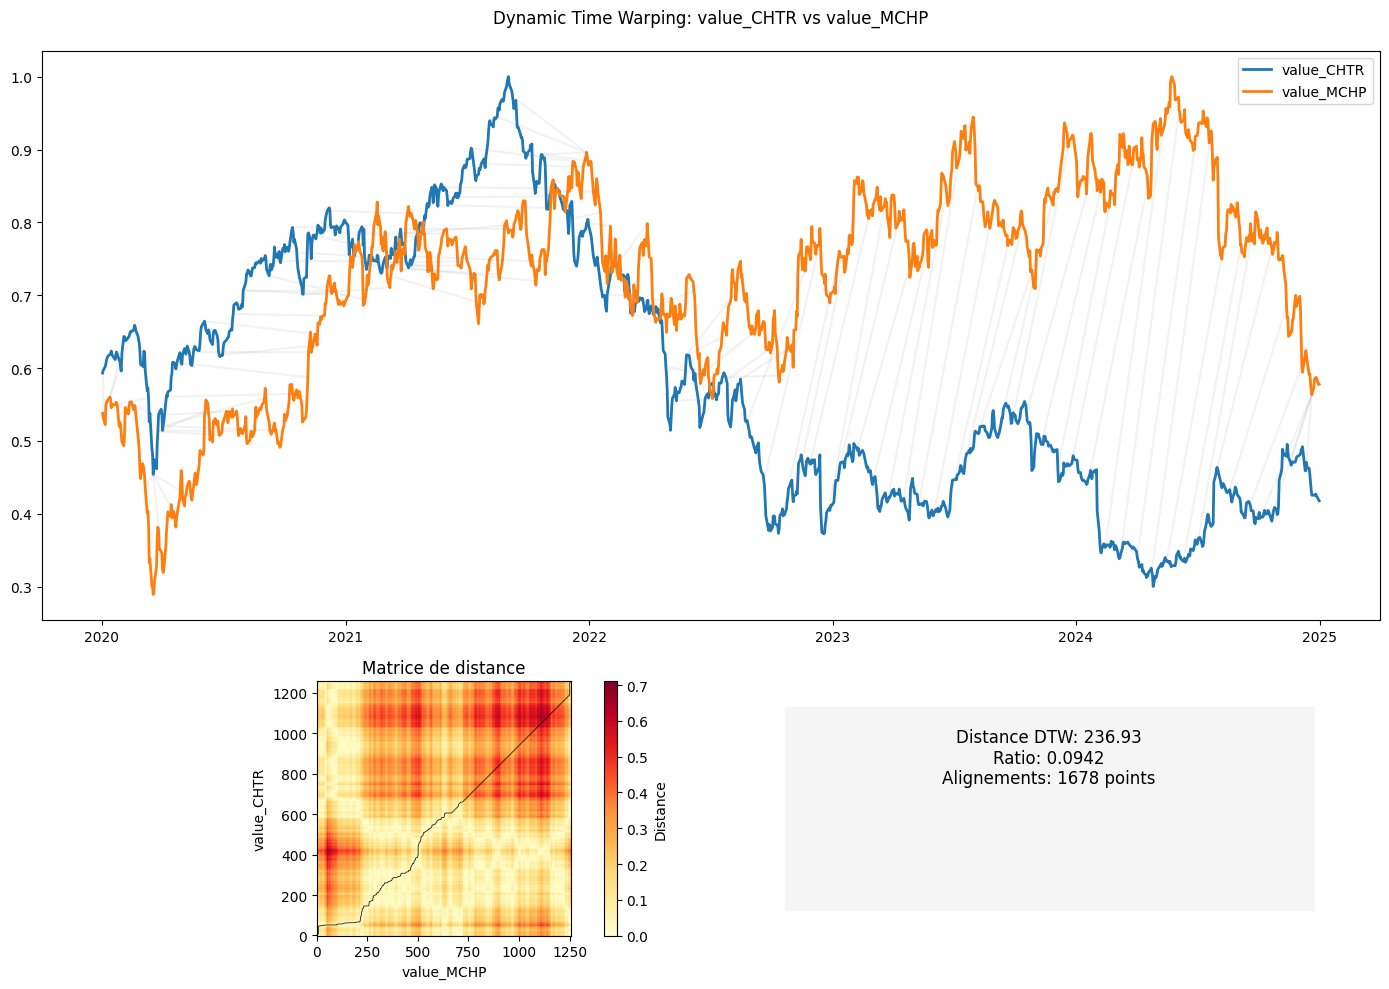 Dynamic Time Warping: value_CHTR vs value_MCHP
value_CHTR
value_MCHP
1.0
0.9
0.8
0.7
0.6
0.5
0.4
0.3
2020 2021 2022 2023 2024 2025
Matrice de distance
value_CHTR
1200
1000
800
600
400
200
0
0 250 500 750 1000 1250
value_MCHP
0.7
0.6
0.5
0.4
0.3
0.2
0.1
0.0
Distance
Distance DTW: 236.93
Ratio: 0.0942
Alignements: 1678 points